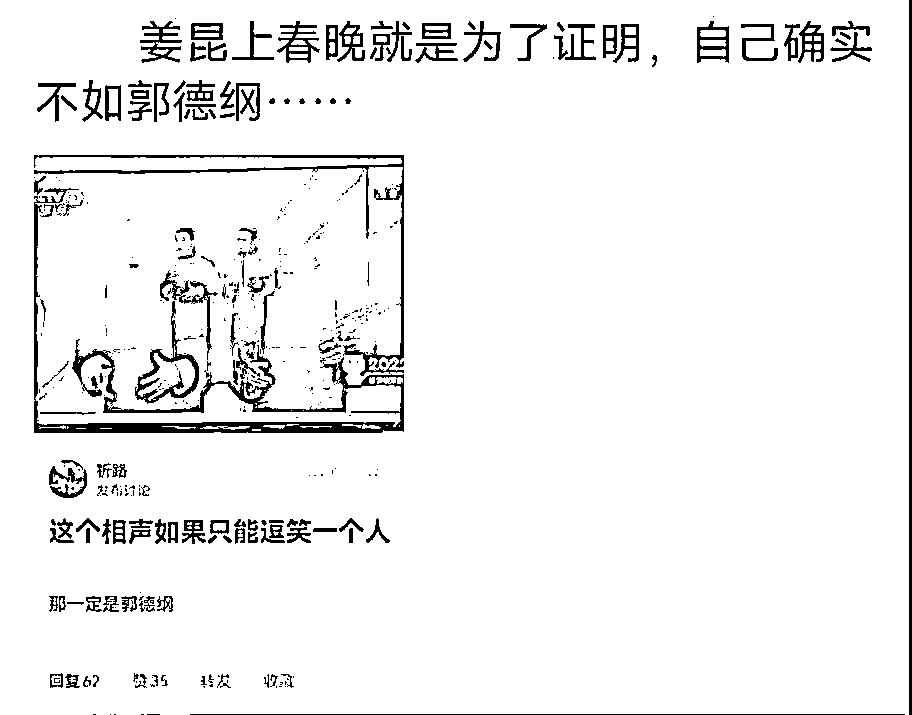 姜昆上春晚就是为了证明，自己确实
不如郭德纲……
祈路
发布讨论
这个相声如果只能逗笑一个人
那一定是郭德纲
回复62 赞35 转发 收藏